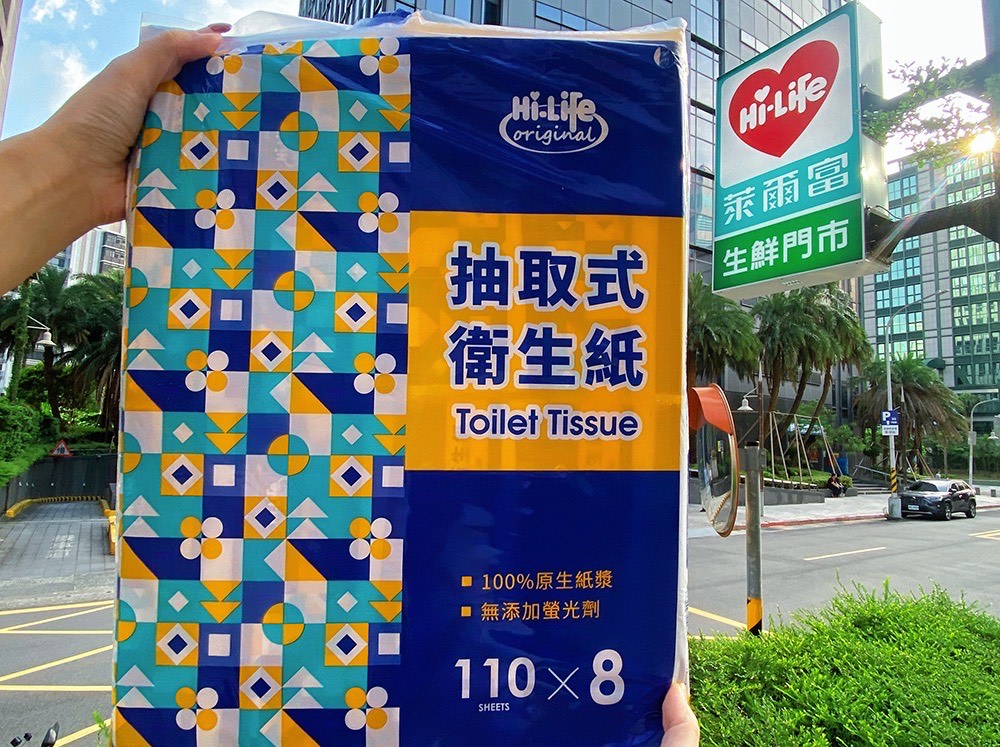 Hi-Life
original
抽取式
衛生紙
Toilet Tissue
100%原生紙漿
無添加螢光劑
110×8
SHEETS
Hi-Life
萊爾富
生鮮門市
P